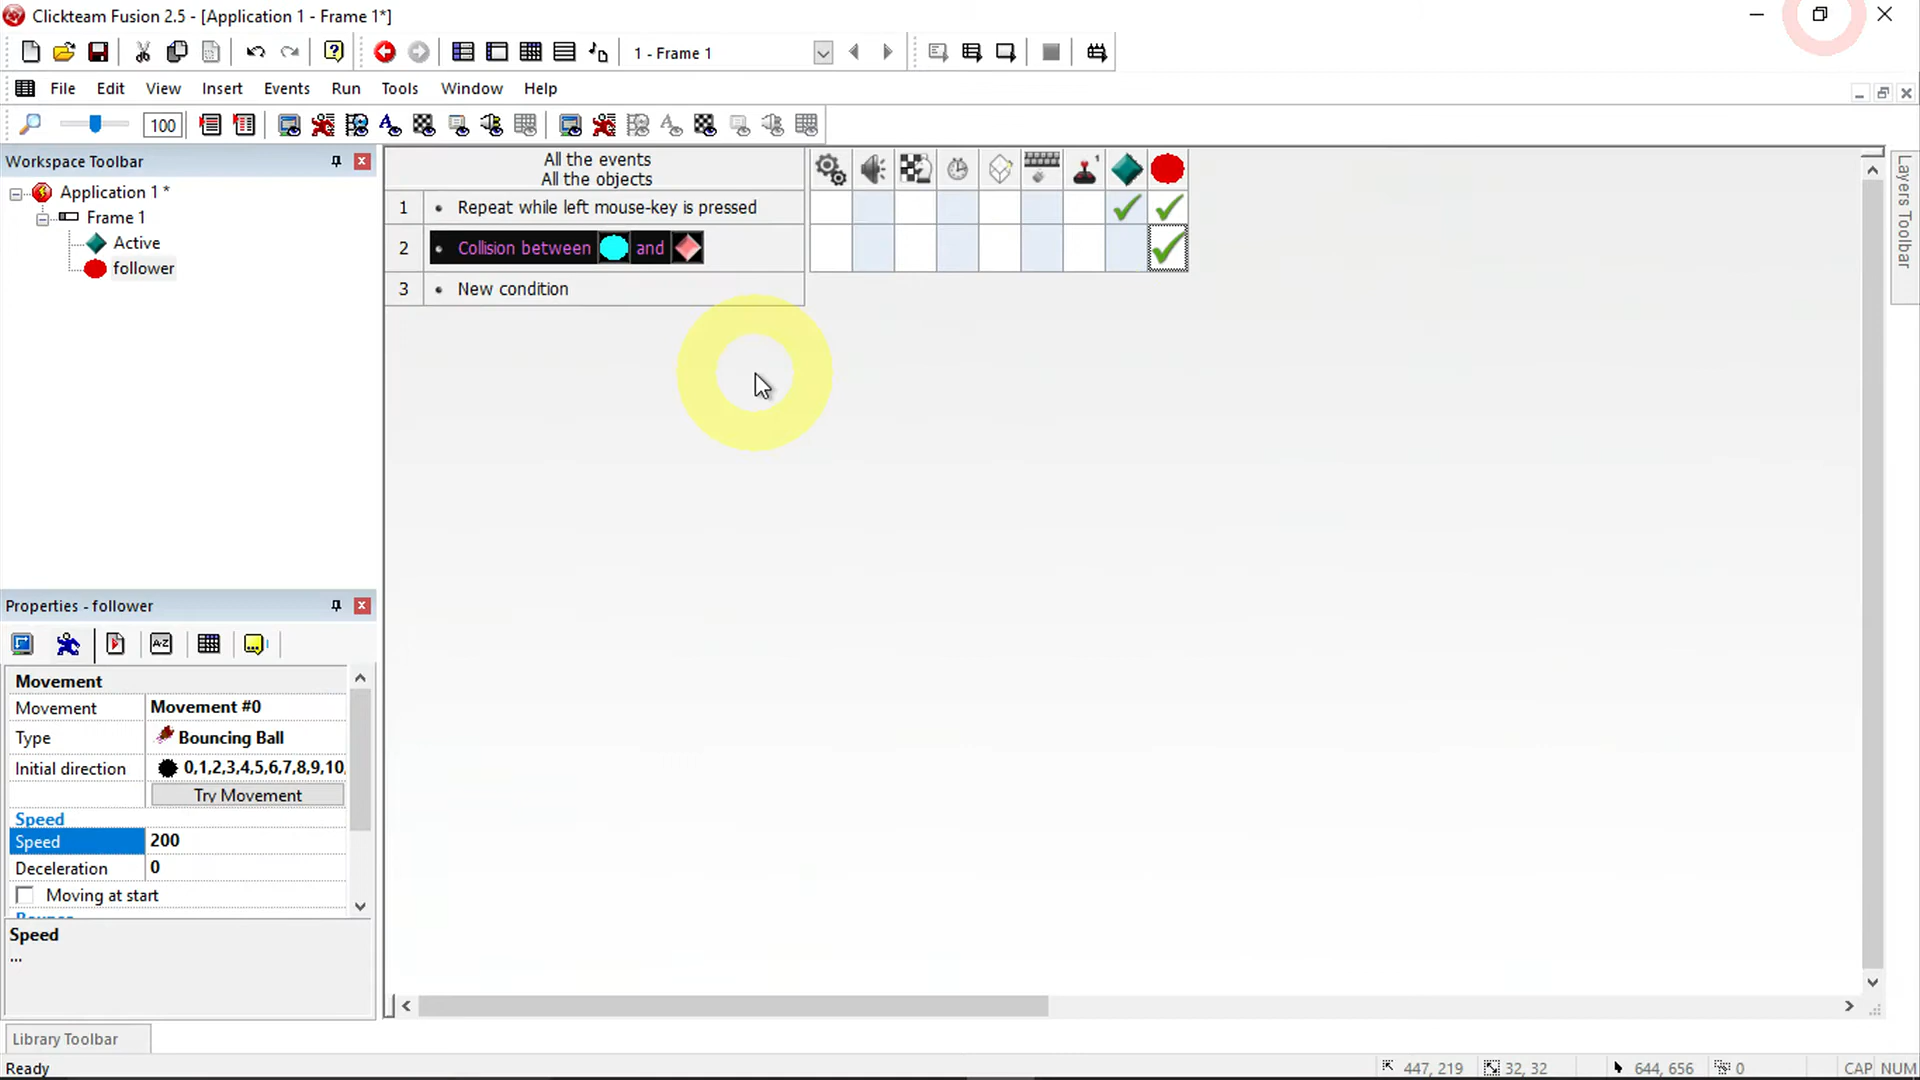 Clickteam Fusion 2.5 - [Application 1 - Frame 1*]
1 - Frame 1
File Edit View Insert Events Run Tools Window Help
100
Workspace Toolbar
Application 1 *
Frame 1
Active
follower
All the events
All the objects
1
1 • Repeat while left mouse-key is pressed
2 • Collision between and
3 • New condition
Layers Toolbar
Properties - follower
A-Z
Movement
Movement Movement #0
Type Bouncing Ball
Initial direction 0,1,2,3,4,5,6,7,8,9,10,
Try Movement
Speed
Speed 200
Deceleration 0
Moving at start
Speed
...
Library Toolbar
Ready 447, 219 32, 32 644, 656 0 CAP NUM